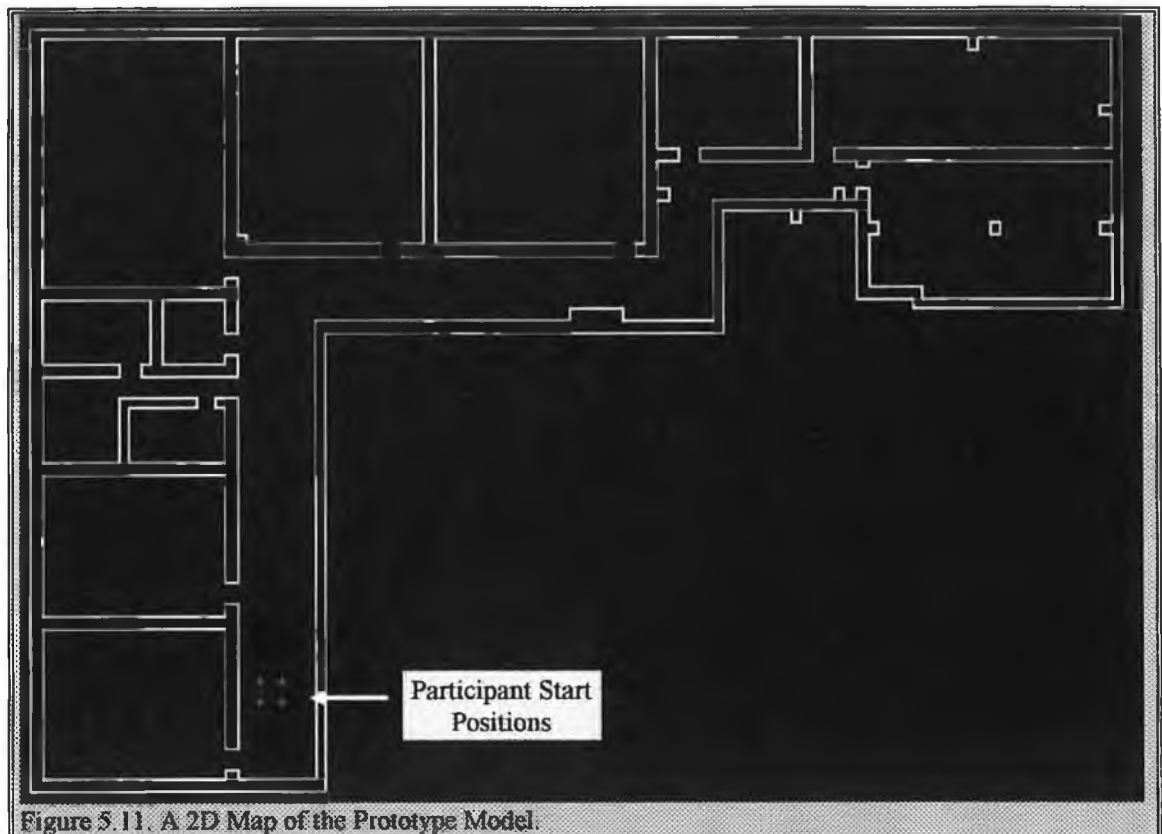 Participant Start
Positions
Figure 5.11. A 2D Map of the Prototype Model.